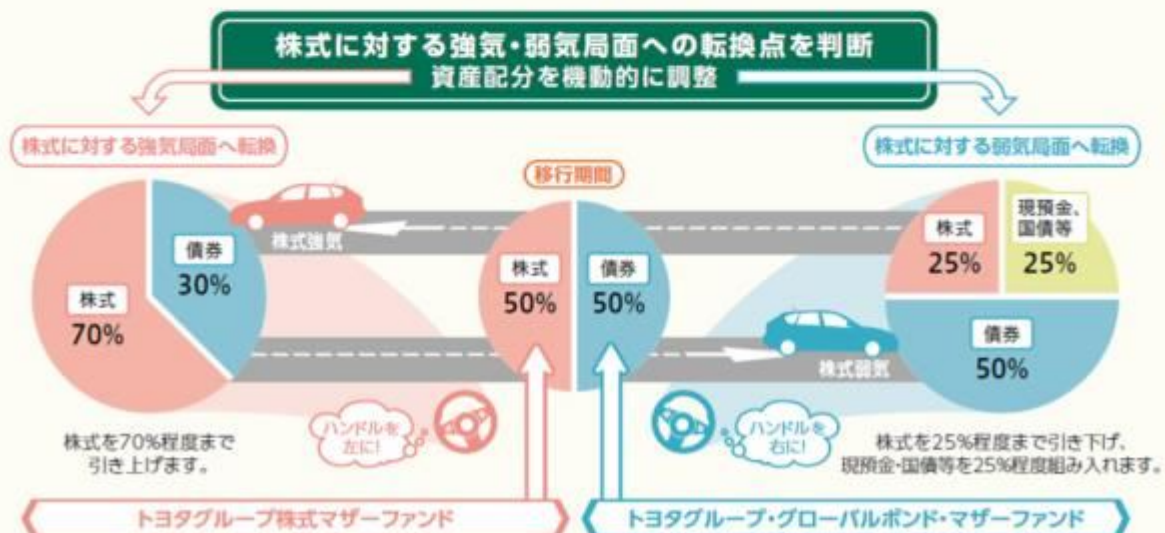 株式に対する強気・弱気局面への転換点を判断
資産配分を機動的に調整
株式に対する強気局面へ転換
株式に対する弱気局面へ転換
移行期間
株式
70%
債券
30%
株式強気
株式
50%
債券
50%
株式
25%
現預金、
国債等
25%
債券
50%
株式弱気
ハンドルを
左に!
ハンドルを
右に!
株式を70%程度まで
引き上げます。
株式を25%程度まで引き下げ、
現預金・国債等を25%程度組み入れます。
トヨタグループ株式マザーファンド
トヨタグループ・グローバルボンド・マザーファンド